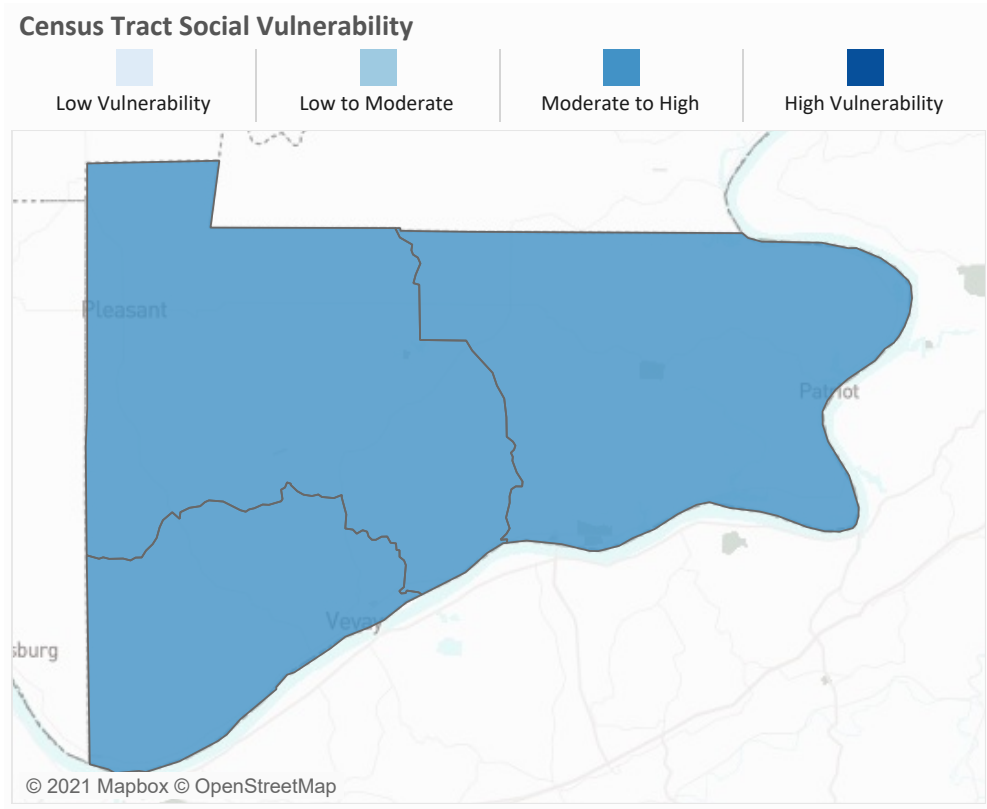 Census Tract Social Vulnerability
Low Vulnerability
Low to Moderate
Moderate to High
High Vulnerability
Pleasant
Patriot
Vevay
sburg
© 2021 Mapbox © OpenStreetMap